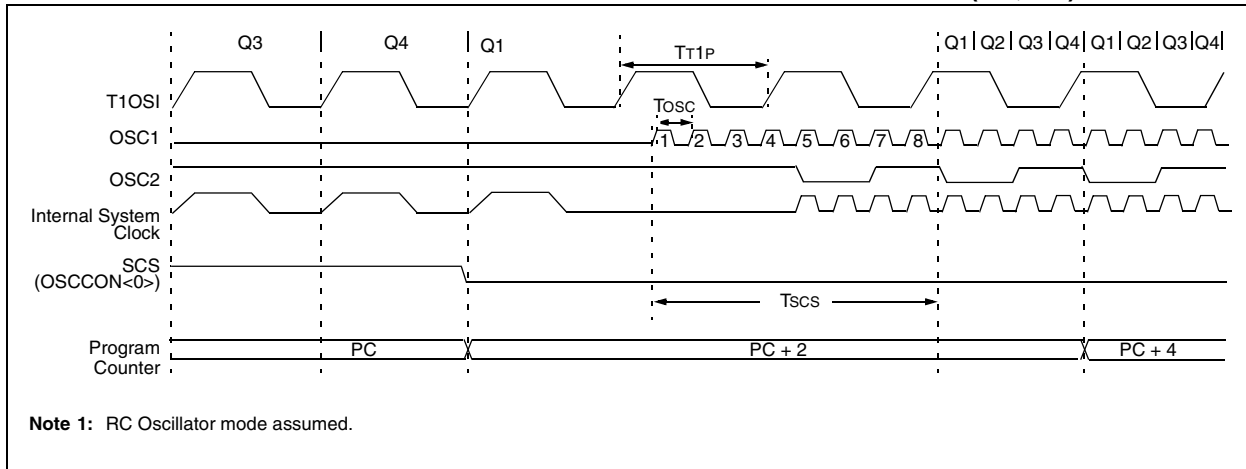 Q3 Q4 Q1 Q1 Q2 Q3 Q4 Q1 Q2 Q3 Q4
TT1P
T1OSI
TOSC
OSC1
1 2 3 4 5 6 7 8
OSC2
Internal System
Clock
SCS
(OSCCON<0>)
TSCS
Program
Counter
PC PC + 2 PC + 4
Note 1: RC Oscillator mode assumed.